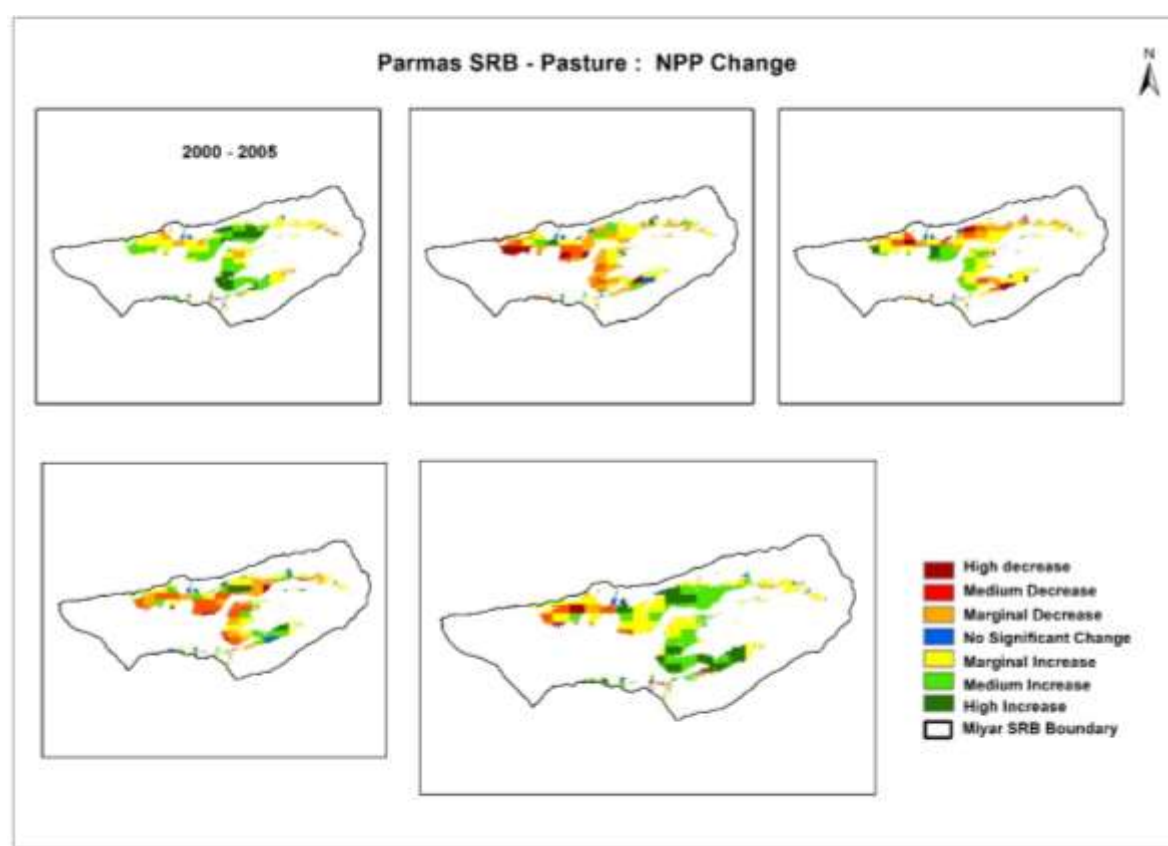 Parmas SRB - Pasture : NPP Change
N
2000 - 2005
High decrease
Medium Decrease
Marginal Decrease
No Significant Change
Marginal Increase
Medium Increase
High Increase
Miyar SRB Boundary